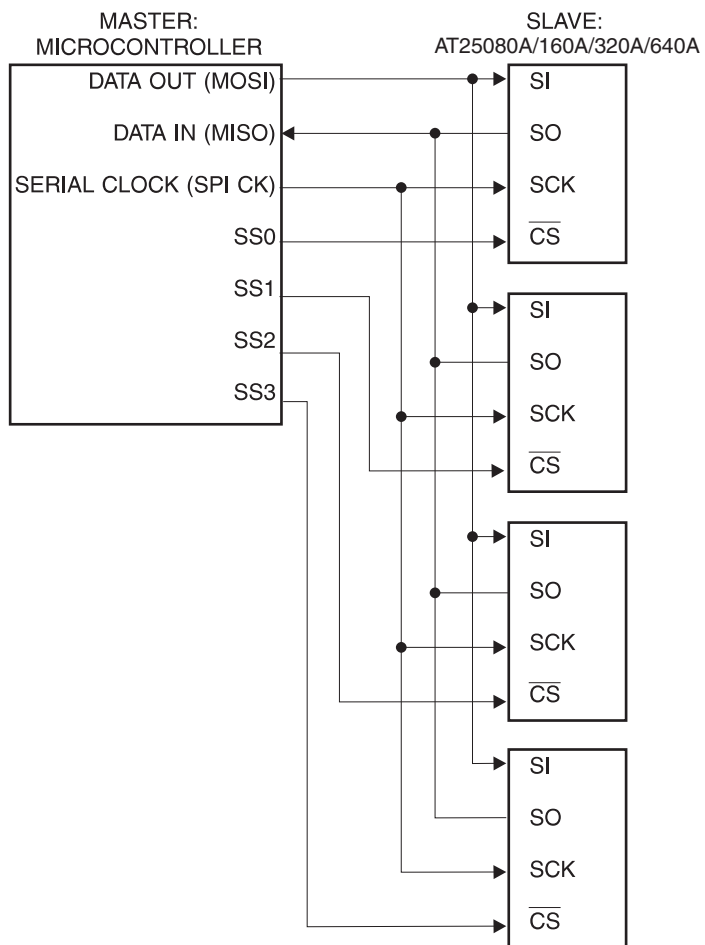 MASTER:
MICROCONTROLLER
SLAVE:
AT25080A/160A/320A/640A
DATA OUT (MOSI)
DATA IN (MISO)
SERIAL CLOCK (SPI CK)
SS0
SS1
SS2
SS3
SI
SO
SCK
CS
SI
SO
SCK
CS
SI
SO
SCK
CS
SI
SO
SCK
CS